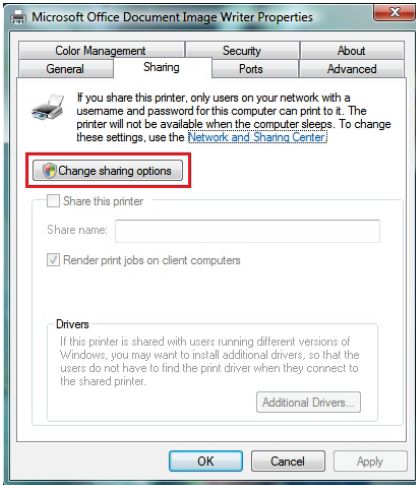 Microsoft Office Document Image Writer Properties
Color Management Security About
General Sharing Ports Advanced
If you share this printer, only users on your network with a
username and password for this computer can print to it. The
printer will not be available when the computer sleeps. To change
these settings, use the Network and Sharing Center.
Change sharing options
Share this printer
Share name:
Render print jobs on client computers
Drivers
If this printer is shared with users running different versions of
Windows, you may want to install additional drivers, so that the
users do not have to find the print driver when they connect to
the shared printer.
Additional Drivers...
OK Cancel Apply